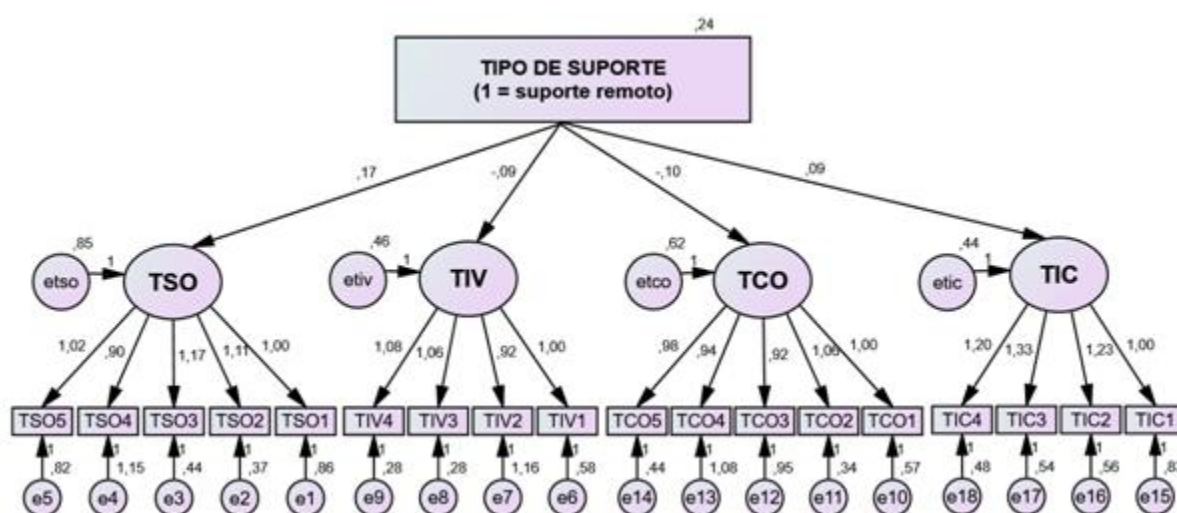 ,24
TIPO DE SUPORTE
(1 = suporte remoto)
,17 -,09 -,10 ,09
,85 ,46 ,62 ,44
etso 1 TSO etiv 1 TIV etco 1 TCO etic 1 TIC
1,02 ,90 1,17 1,11 1,00 1,08 1,06 ,92 1,00 ,98 ,94 ,92 1,06 1,00 1,20 1,33 1,23 1,00
TSO5 TSO4 TSO3 TSO2 TSO1 TIV4 TIV3 TIV2 TIV1 TCO5 TCO4 TCO3 TCO2 TCO1 TIC4 TIC3 TIC2 TIC1
1 1 1 1 1 1 1 1 1 1 1 1 1 1 1 1 1 1
,82 1,15 ,44 ,37 ,86 ,28 ,28 1,16 ,58 ,44 1,08 ,95 ,34 ,57 ,48 ,54 ,56
e5 e4 e3 e2 e1 e9 e8 e7 e6 e14 e13 e12 e11 e10 e18 e17 e16 e15